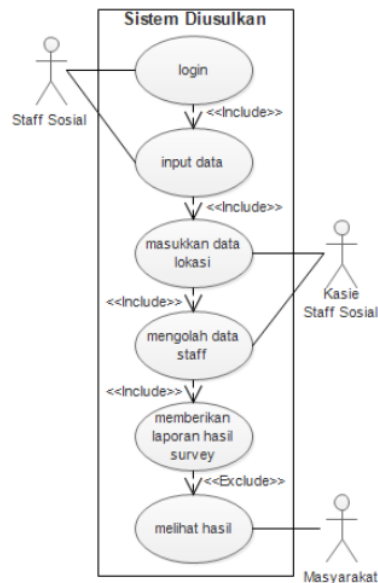 Sistem Diusulkan
login
Staff Sosial
<<Include>>
input data
<<Include>>
masukkan data
lokasi
Kasie
Staff Sosial
<<Include>>
mengolah data
staff
<<Include>>
memberikan
laporan hasil
survey
<<Exclude>>
melihat hasil
Masyarakat